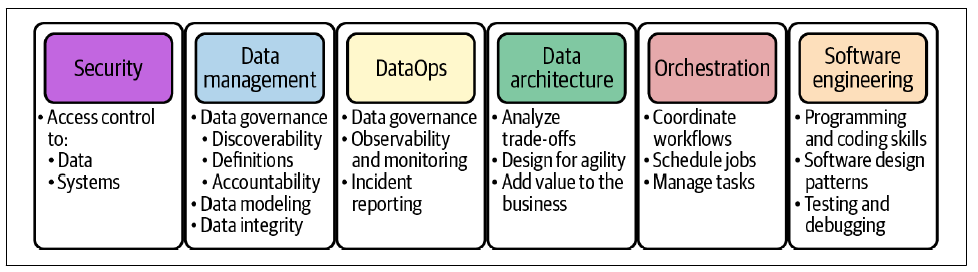 Security
• Access control
to:
• Data
• Systems
Data
management
• Data governance
• Discoverability
• Definitions
• Accountability
• Data modeling
• Data integrity
DataOps
• Data governance
• Observability
and monitoring
• Incident
reporting
Data
architecture
• Analyze
trade-offs
• Design for agility
• Add value to the
business
Orchestration
• Coordinate
workflows
• Schedule jobs
• Manage tasks
Software
engineering
• Programming
and coding skills
• Software design
patterns
• Testing and
debugging